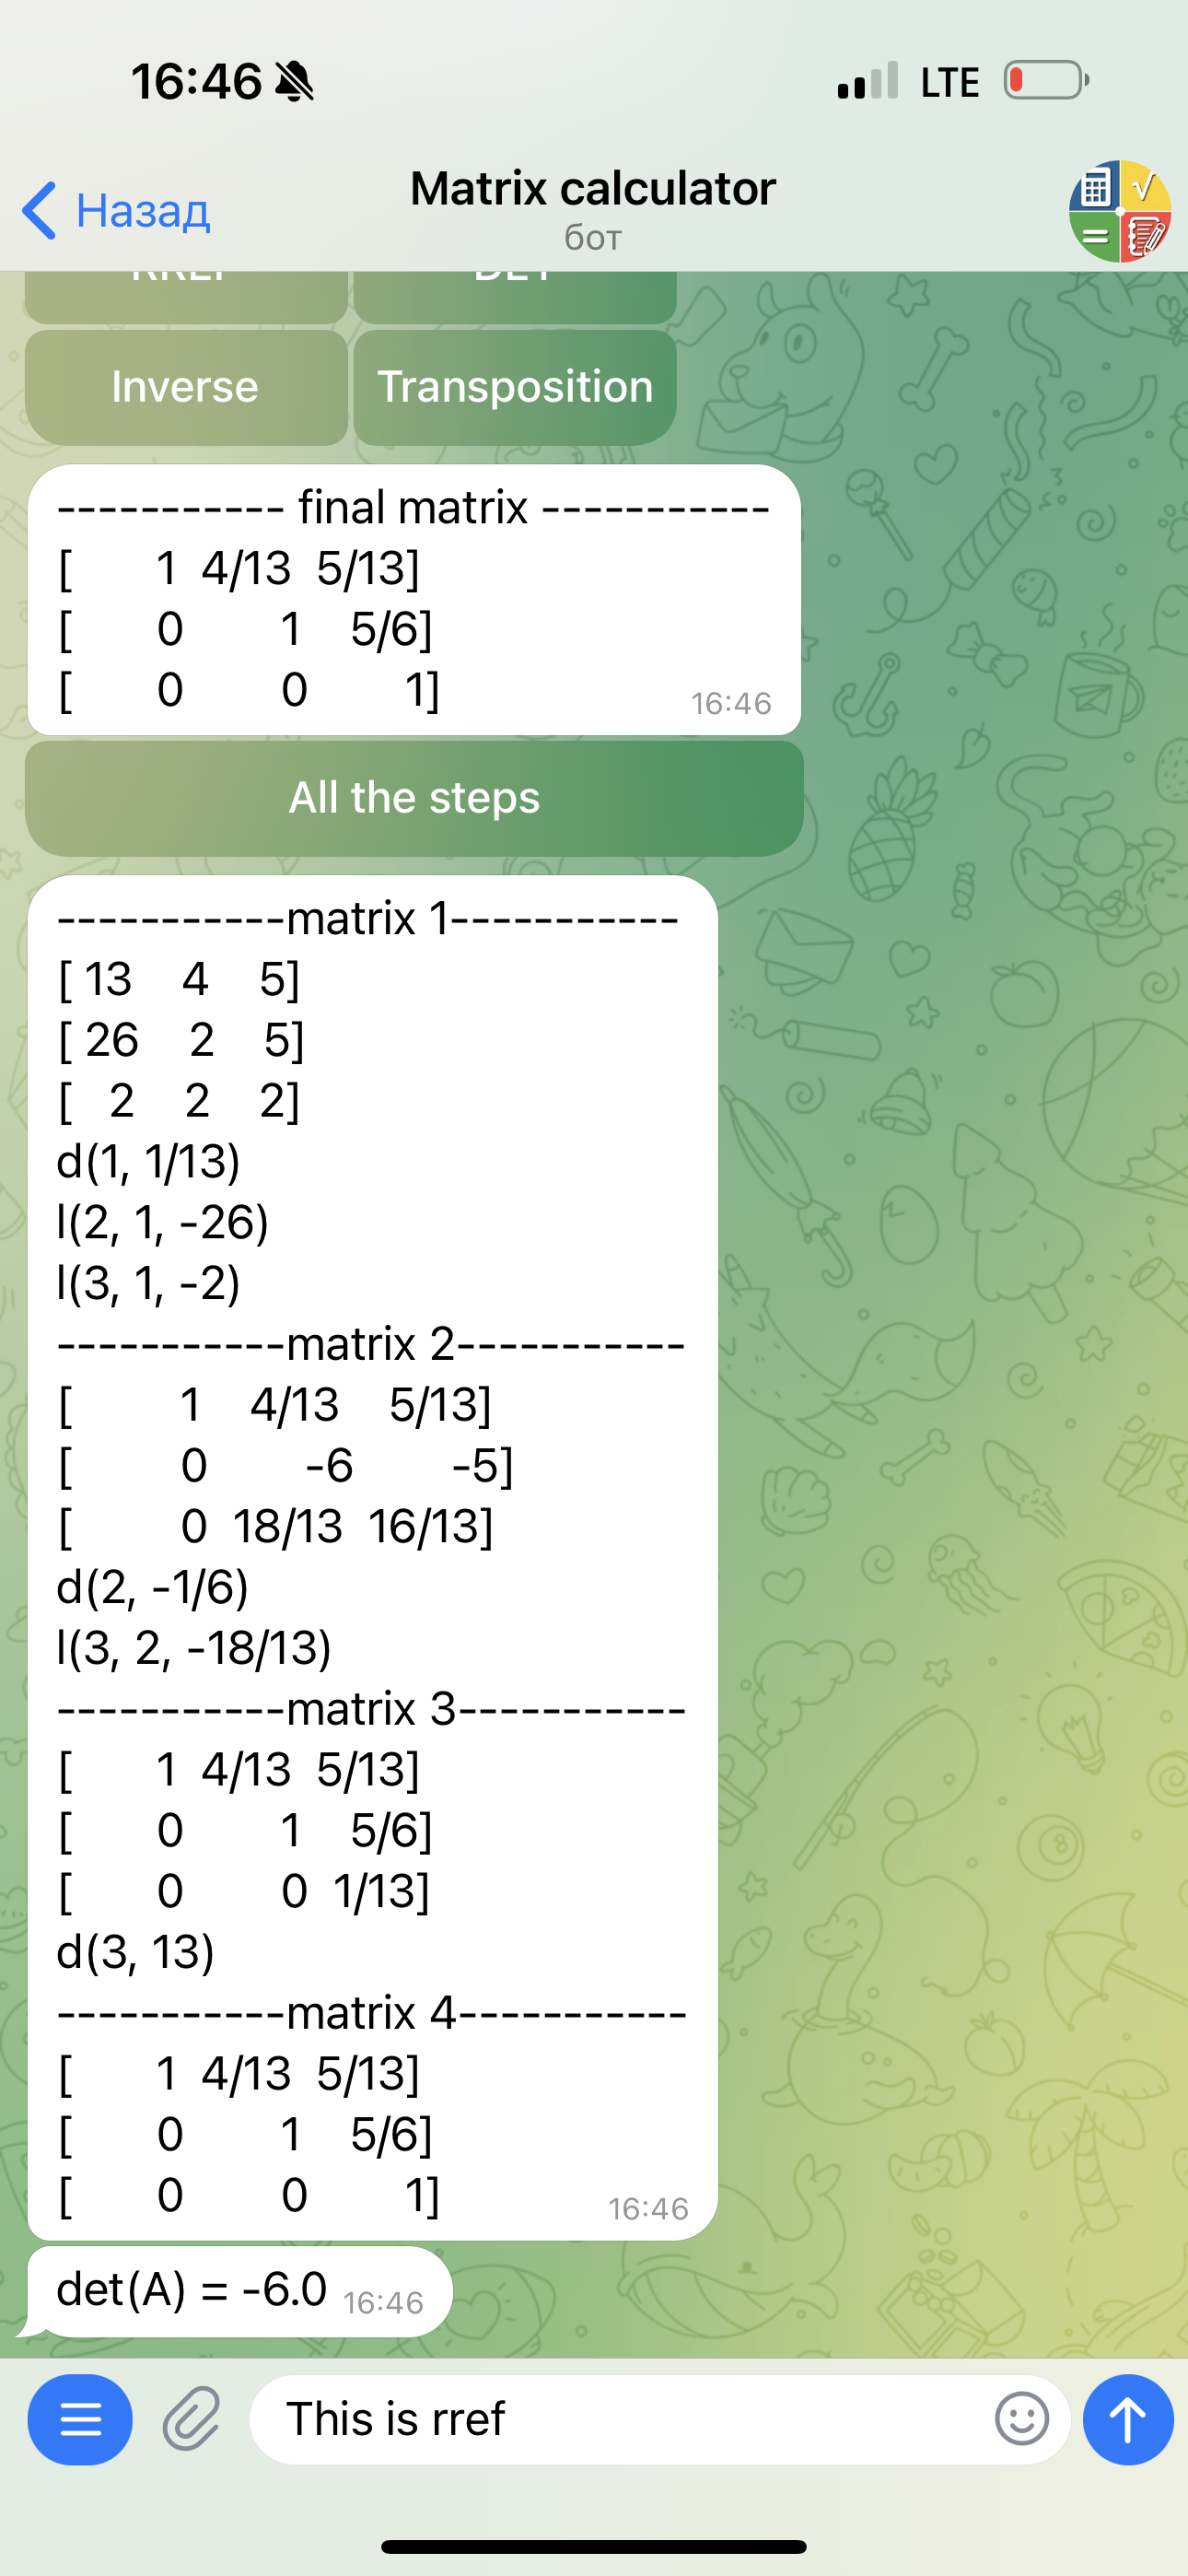 16:46
LTE
Назад
Matrix calculator
бот
RREF DET
Inverse Transposition
----------- final matrix -----------
[ 1 4/13 5/13]
[ 0 1 5/6]
[ 0 0 1]
16:46
All the steps
-----------matrix 1-----------
[ 13 4 5]
[ 26 2 5]
[ 2 2 2]
d(1, 1/13)
l(2, 1, -26)
l(3, 1, -2)
-----------matrix 2-----------
[ 1 4/13 5/13]
[ 0 -6 -5]
[ 0 18/13 16/13]
d(2, -1/6)
l(3, 2, -18/13)
-----------matrix 3-----------
[ 1 4/13 5/13]
[ 0 1 5/6]
[ 0 0 1/13]
d(3, 13)
-----------matrix 4-----------
[ 1 4/13 5/13]
[ 0 1 5/6]
[ 0 0 1]
16:46
det(A) = -6.0 16:46
This is rref